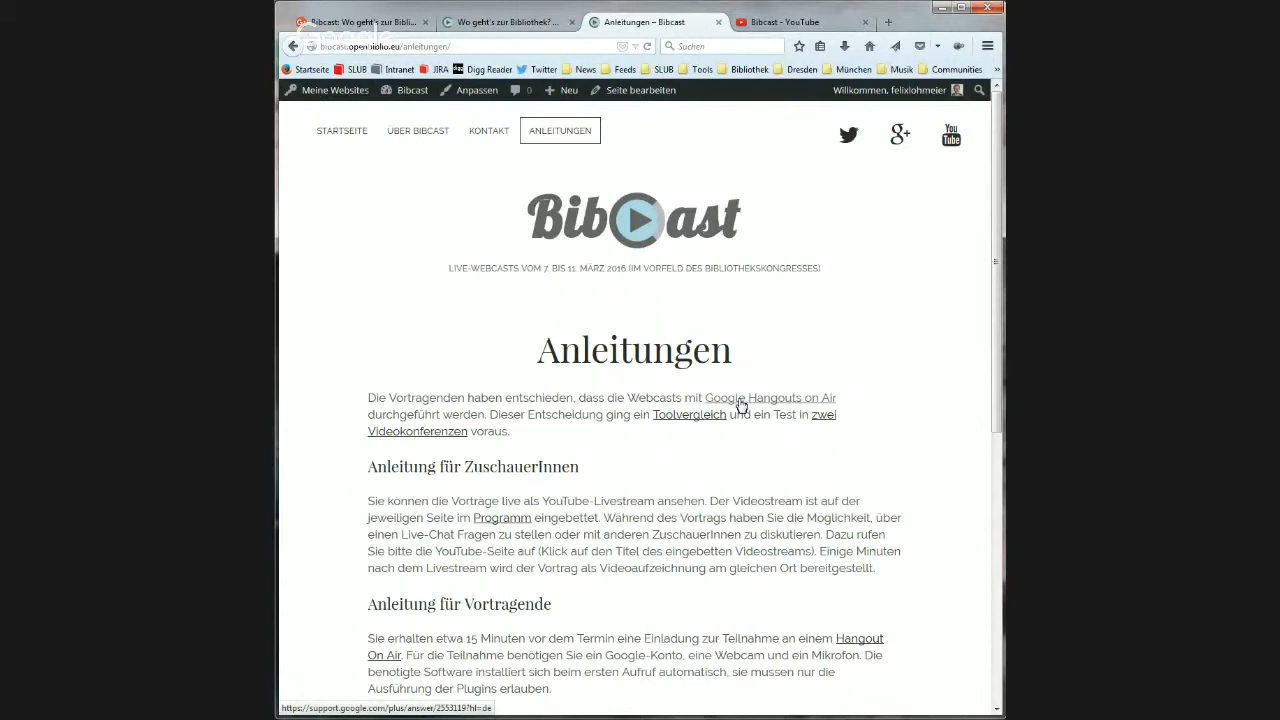 Bibcast: Wo geht's zur Bibli...
Wo geht's zur Bibliothek? ...
Anleitungen – Bibcast
Bibcast - YouTube
Google
bibcast.openbiblio.eu/anleitungen/
Suchen
Startseite SLUB Intranet JIRA Digg Reader Twitter News Feeds SLUB Tools Bibliothek Dresden München Musik Communities
Meine Websites Bibcast Anpassen 0 Neu Seite bearbeiten Willkommen, felixlohmeier
STARTSEITE ÜBER BIBCAST KONTAKT ANLEITUNGEN
g+ You Tube
BibCast
LIVE-WEBCASTS VOM 7. BIS 11. MÄRZ 2016 (IM VORFELD DES BIBLIOTHEKSKONGRESSES)
Anleitungen
Die Vortragenden haben entschieden, dass die Webcasts mit Google Hangouts on Air
durchgeführt werden. Dieser Entscheidung ging ein Toolvergleich und ein Test in zwei
Videokonferenzen voraus.
Anleitung für ZuschauerInnen
Sie können die Vorträge live als YouTube-Livestream ansehen. Der Videostream ist auf der
jeweiligen Seite im Programm eingebettet. Während des Vortrags haben Sie die Möglichkeit, über
einen Live-Chat Fragen zu stellen oder mit anderen ZuschauerInnen zu diskutieren. Dazu rufen
Sie bitte die YouTube-Seite auf (Klick auf den Titel des eingebetten Videostreams). Einige Minuten
nach dem Livestream wird der Vortrag als Videoaufzeichnung am gleichen Ort bereitgestellt.
Anleitung für Vortragende
Sie erhalten etwa 15 Minuten vor dem Termin eine Einladung zur Teilnahme an einem Hangout
On Air. Für die Teilnahme benötigen Sie ein Google-Konto, eine Webcam und ein Mikrofon. Die
benötigte Software installiert sich beim ersten Aufruf automatisch, sie müssen nur die
Ausführung der Plugins erlauben.
https://support.google.com/plus/answer/2553119?hl=de